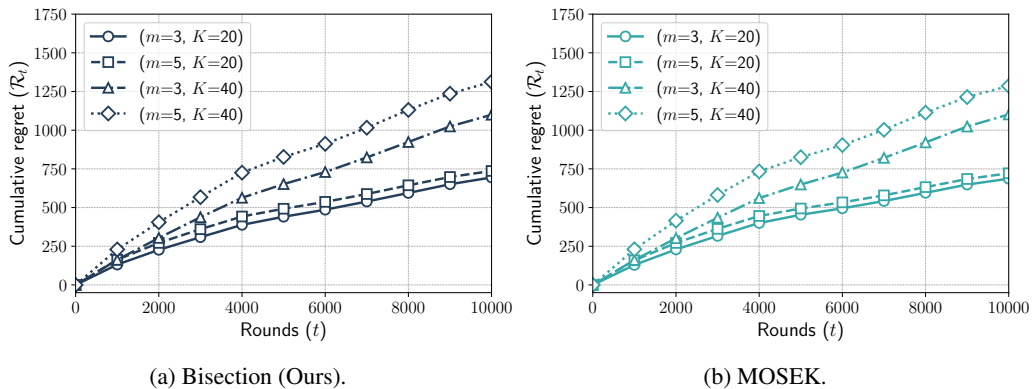 1750
1500
1250
1000
750
500
250
0
Cumulative regret (R_t)
(m=3, K=20)
(m=5, K=20)
(m=3, K=40)
(m=5, K=40)
0 2000 4000 6000 8000 10000
Rounds (t)
(a) Bisection (Ours).
1750
1500
1250
1000
750
500
250
0
Cumulative regret (R_t)
(m=3, K=20)
(m=5, K=20)
(m=3, K=40)
(m=5, K=40)
0 2000 4000 6000 8000 10000
Rounds (t)
(b) MOSEK.